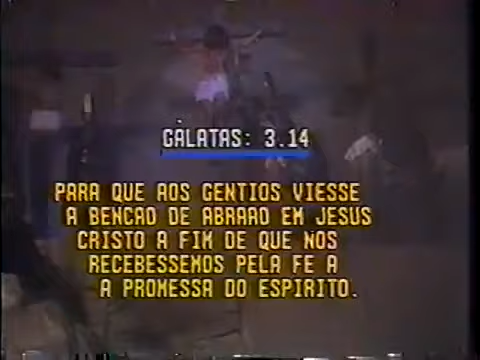 GÁLATAS: 3.14
PARA QUE AOS GENTIOS VIESSE
A BENCAO DE ABRAAO EM JESUS
CRISTO A FIM DE QUE NOS
RECEBESSEMOS PELA FE A
A PROMESSA DO ESPIRITO.